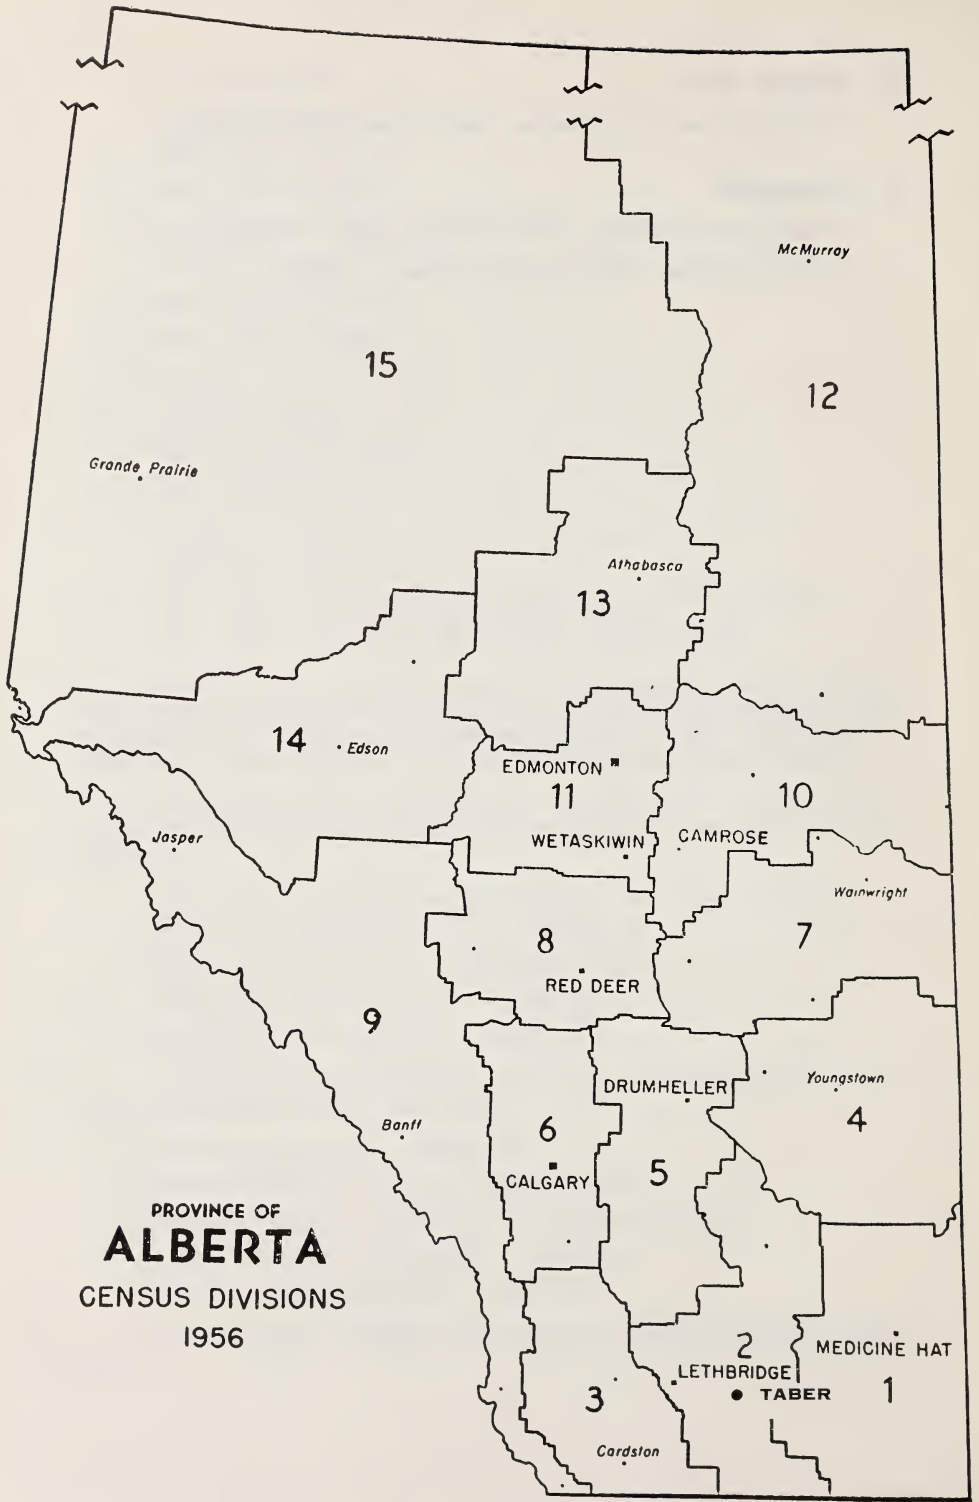 McMurray
15
12
Grande Prairie
Athabasca
13
14
Edson
EDMONTON
11
10
Jasper
WETASKIWIN
CAMROSE
Wainwright
8
7
RED DEER
9
DRUMHELLER
Youngstown
4
Banff
6
5
CALGARY
PROVINCE OF
ALBERTA
CENSUS DIVISIONS
1956
2
MEDICINE HAT
LETHBRIDGE
1
TABER
3
Cardston